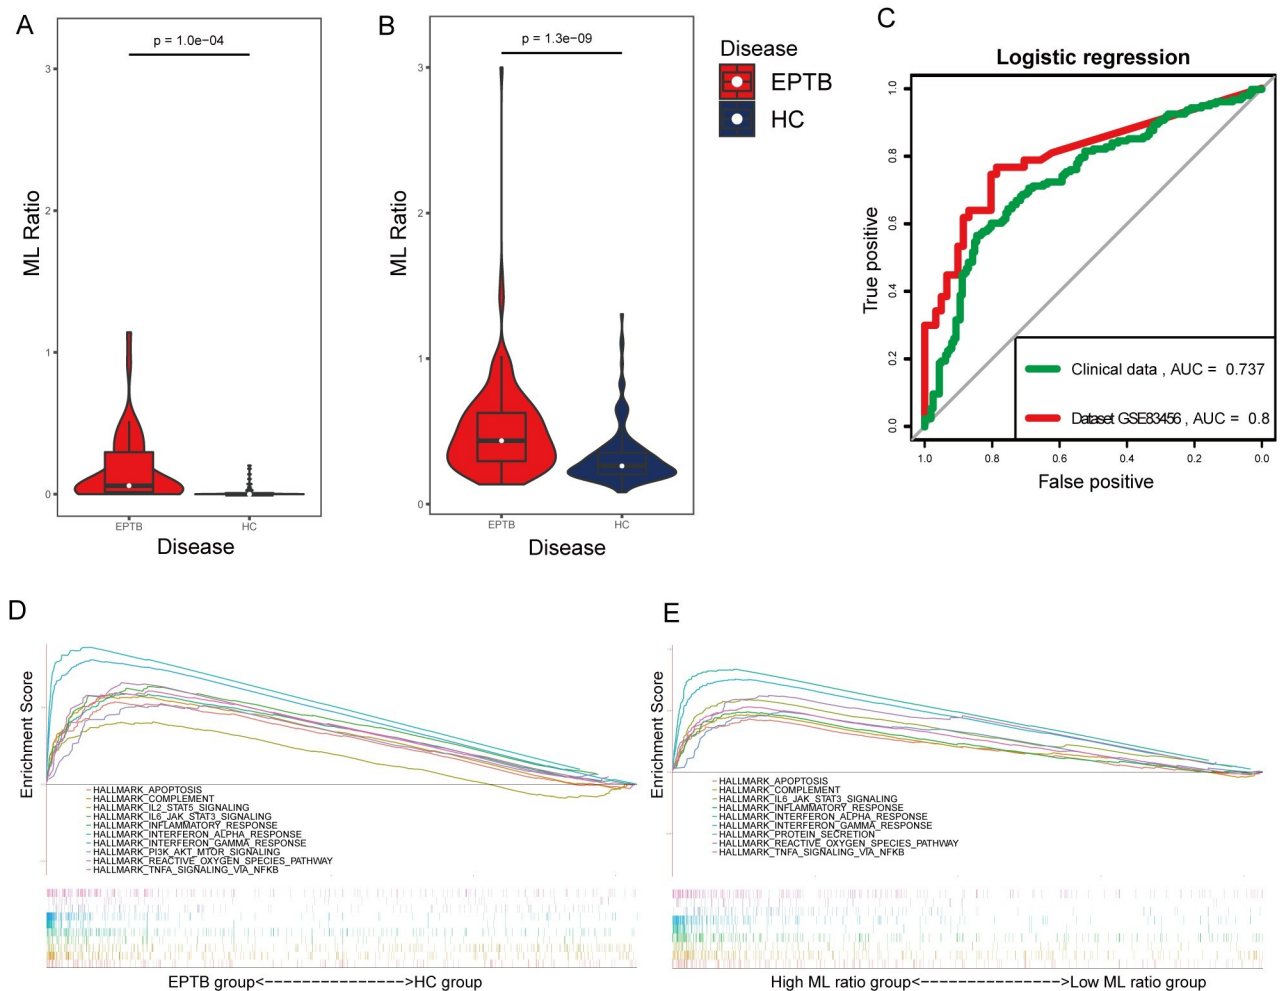 A
p = 1.0e−04
ML Ratio
3
2
1
0
EPTB
HC
Disease
B
p = 1.3e−09
ML Ratio
3
2
1
0
EPTB
HC
Disease
Disease
EPTB
HC
C
Logistic regression
True positive
1.0
0.8
0.6
0.4
0.2
0.0
Clinical data , AUC = 0.737
Dataset GSE83456 , AUC = 0.8
1.0 0.8 0.6 0.4 0.2 0.0
False positive
D
Enrichment Score
HALLMARK_APOPTOSIS
HALLMARK_COMPLEMENT
HALLMARK_IL2_STAT5_SIGNALING
HALLMARK_IL6_JAK_STAT3_SIGNALING
HALLMARK_INFLAMMATORY_RESPONSE
HALLMARK_INTERFERON_ALPHA_RESPONSE
HALLMARK_INTERFERON_GAMMA_RESPONSE
HALLMARK_PI3K_AKT_MTOR_SIGNALING
HALLMARK_REACTIVE_OXYGEN_SPECIES_PATHWAY
HALLMARK_TNFA_SIGNALING_VIA_NFKB
EPTB group<-------------->HC group
E
Enrichment Score
HALLMARK_APOPTOSIS
HALLMARK_COMPLEMENT
HALLMARK_IL6_JAK_STAT3_SIGNALING
HALLMARK_INFLAMMATORY_RESPONSE
HALLMARK_INTERFERON_ALPHA_RESPONSE
HALLMARK_INTERFERON_GAMMA_RESPONSE
HALLMARK_PROTEIN_SECRETION
HALLMARK_REACTIVE_OXYGEN_SPECIES_PATHWAY
HALLMARK_TNFA_SIGNALING_VIA_NFKB
High ML ratio group<-------------->Low ML ratio group